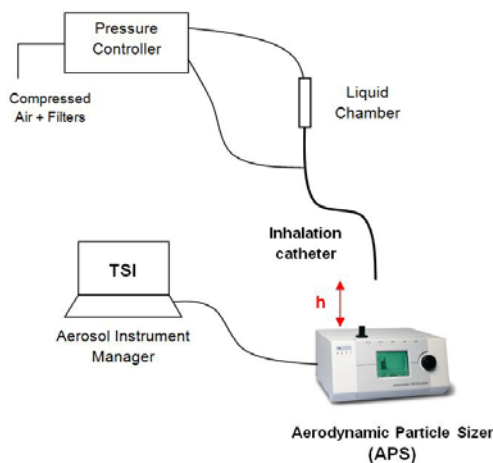 Pressure
Controller
Compressed
Air + Filters
Liquid
Chamber
Inhalation
catheter
TSI
h
Aerosol Instrument
Manager
Aerodynamic Particle Sizer
(APS)